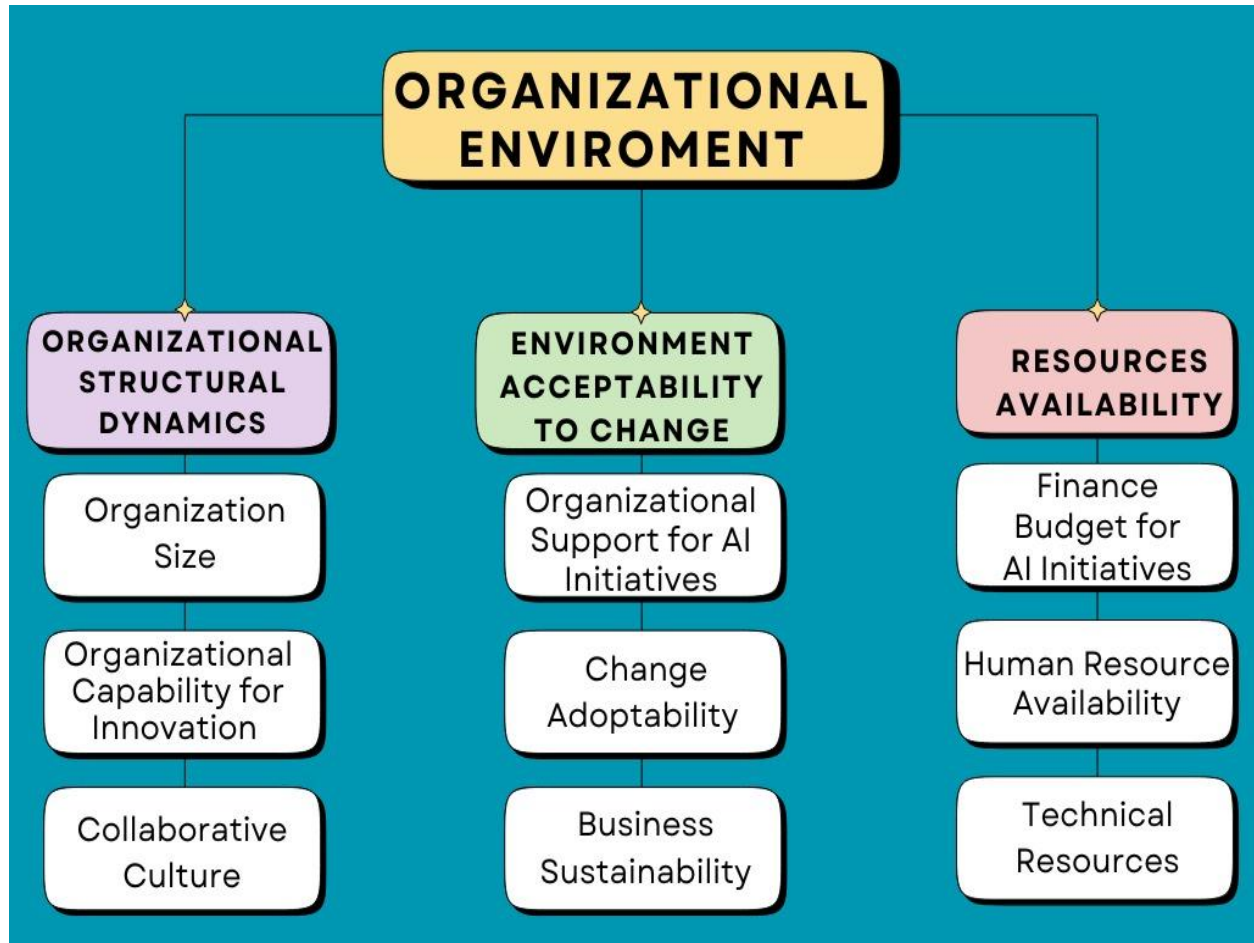 ORGANIZATIONAL
ENVIROMENT
ORGANIZATIONAL
STRUCTURAL
DYNAMICS
Organization
Size
Organizational
Capability for
Innovation
Collaborative
Culture
ENVIRONMENT
ACCEPTABILITY
TO CHANGE
Organizational
Support for AI
Initiatives
Change
Adoptability
Business
Sustainability
RESOURCES
AVAILABILITY
Finance
Budget for
AI Initiatives
Human Resource
Availability
Technical
Resources